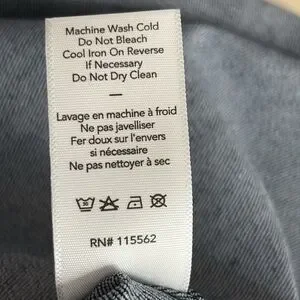 Machine Wash Cold
Do Not Bleach
Cool Iron On Reverse
If Necessary
Do Not Dry Clean
—
Lavage en machine à froid
Ne pas javelliser
Fer doux sur l'envers
si nécessaire
Ne pas nettoyer à sec
RN# 115562